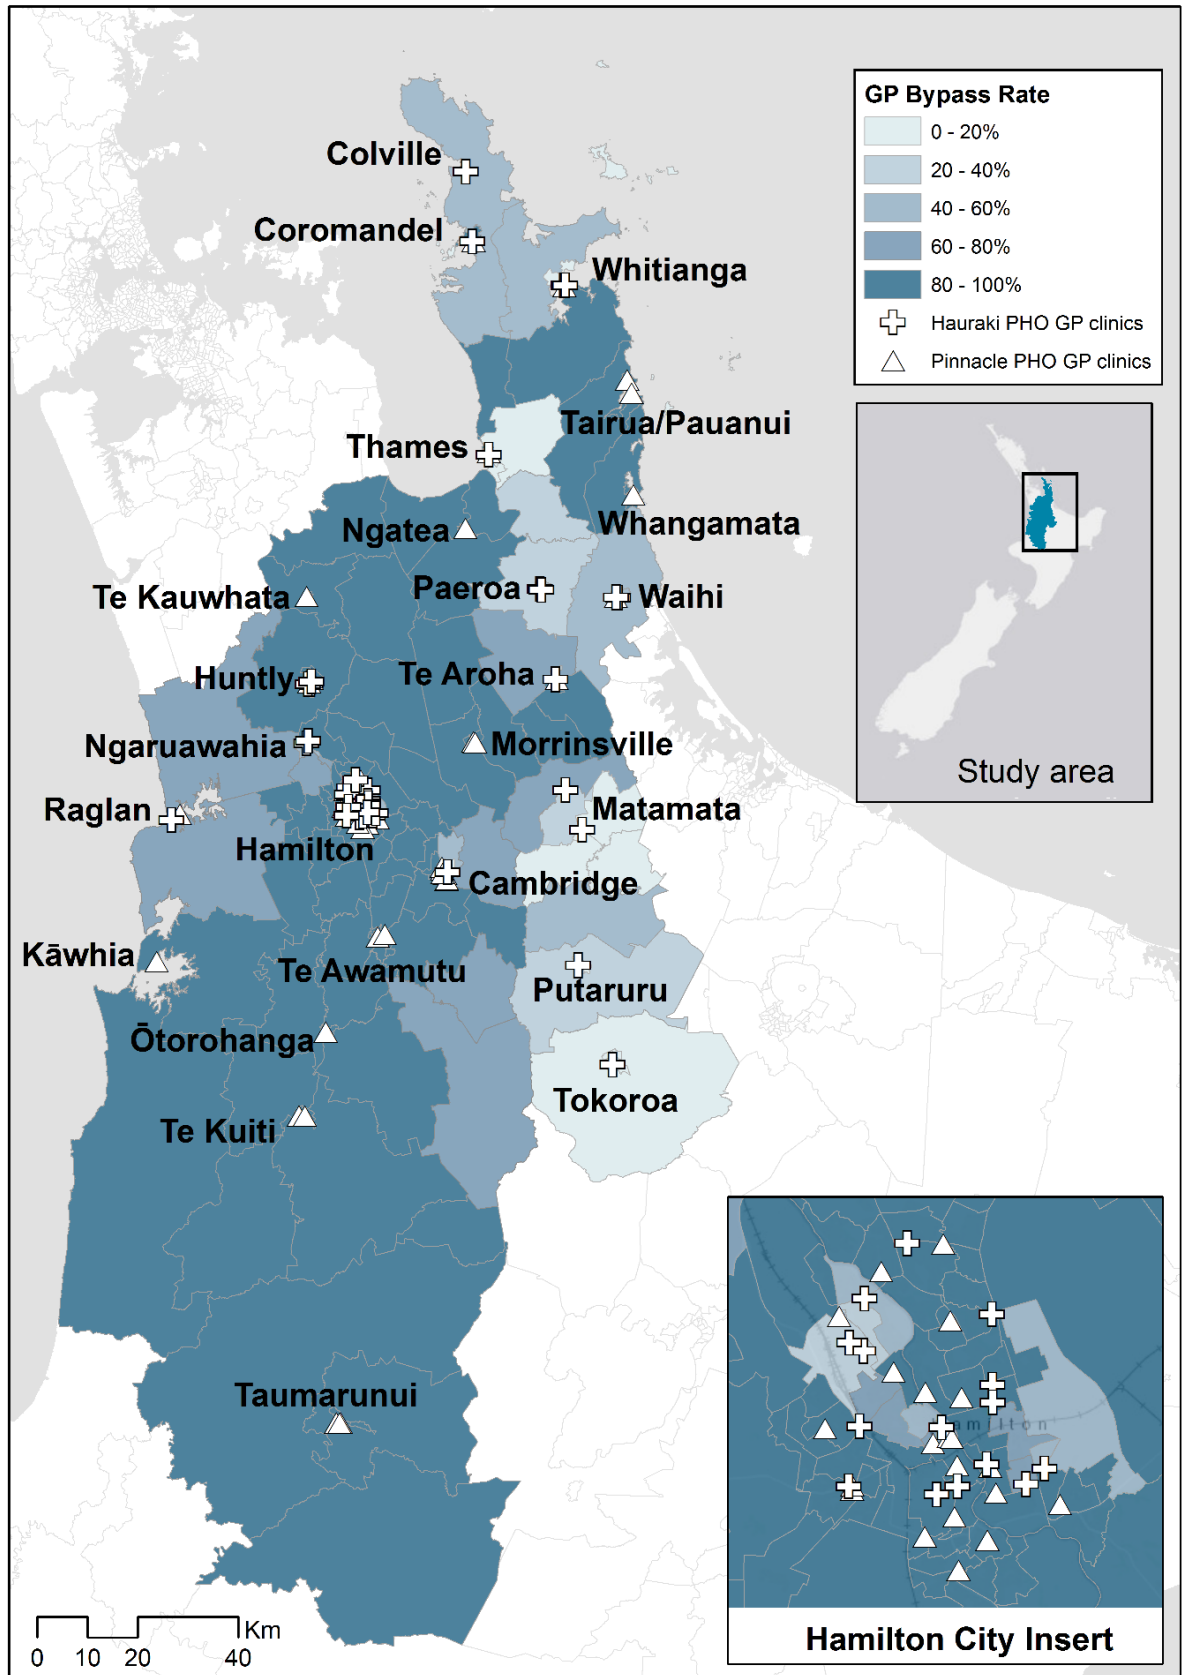 GP Bypass Rate
0 - 20%
20 - 40%
40 - 60%
60 - 80%
80 - 100%
Hauraki PHO GP clinics
Pinnacle PHO GP clinics
Colville
Coromandel
Whitianga
Tairua/Pauanui
Thames
Whangamata
Ngatea
Te Kauwhata
Paeroa
Waihi
Huntly
Te Aroha
Ngaruawahia
Morrinsville
Study area
Raglan
Matamata
Hamilton
Cambridge
Kāwhia
Te Awamutu
Putaruru
Ōtorohanga
Tokoroa
Te Kuiti
Taumarunui
Hamilton
Km
0 10 20 40
Hamilton City Insert